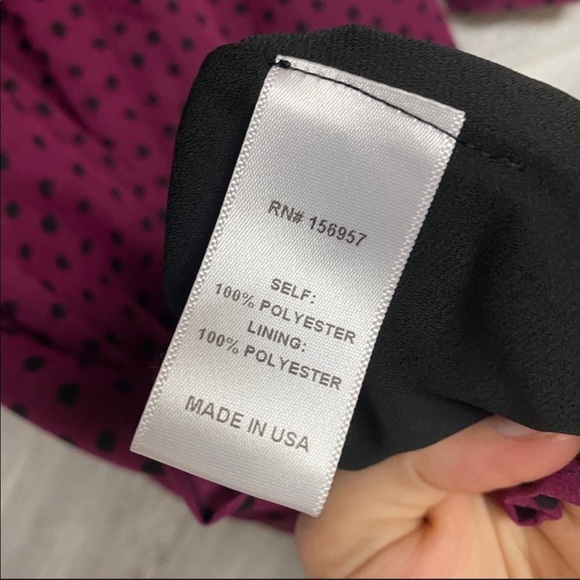 RN# 156957
SELF:
100% POLYESTER
LINING:
100% POLYESTER
MADE IN USA